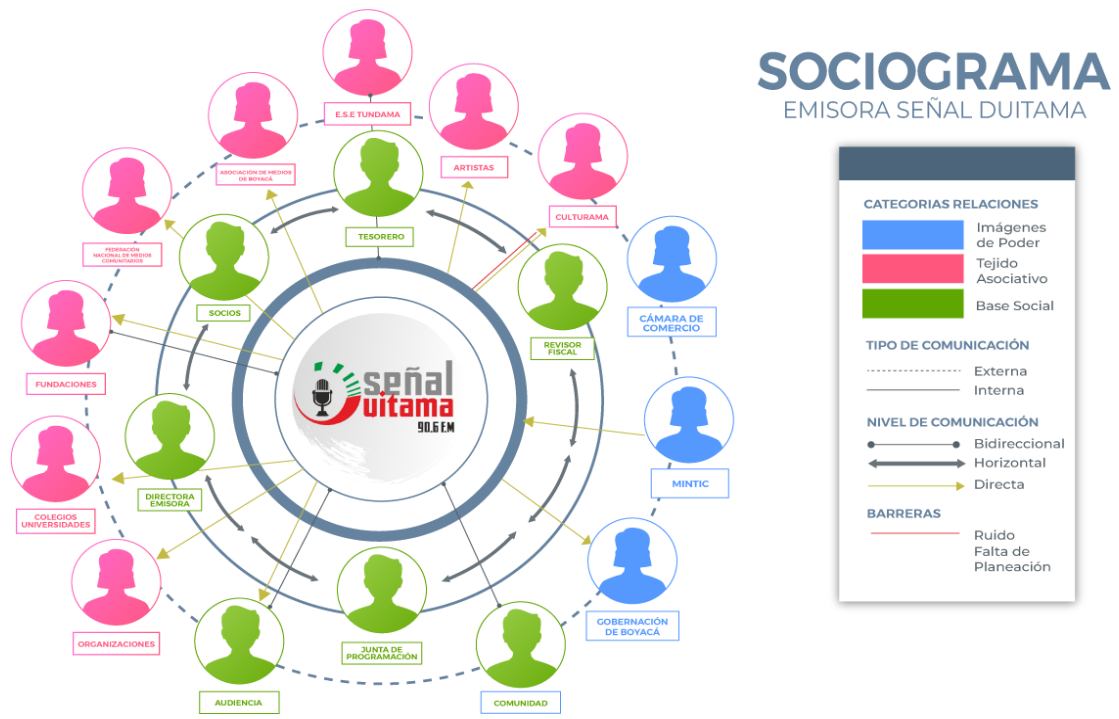 SOCIOGRAMA
EMISORA SEÑAL DUITAMA
CATEGORIAS RELACIONES
Imágenes
de Poder
Tejido
Asociativo
Base Social
TIPO DE COMUNICACIÓN
Externa
Interna
NIVEL DE COMUNICACIÓN
Bidireccional
Horizontal
Directa
BARRERAS
Ruido
Falta de
Planeación
E.S.E TUNDAMA
ARTISTAS
ASOCIACIÓN DE MEDIOS
DE BOYACÁ
CULTURAMA
TESORERO
FEDERACIÓN
NACIONAL DE MEDIOS
COMUNITARIOS
SOCIOS
CÁMARA DE
COMERCIO
REVISOR
FISCAL
FUNDACIONES
señal
Duitama
90.6 F.M
MINTIC
DIRECTORA
EMISORA
COLEGIOS
UNIVERSIDADES
GOBERNACIÓN
DE BOYACÁ
ORGANIZACIONES
JUNTA DE
PROGRAMACIÓN
AUDIENCIA
COMUNIDAD